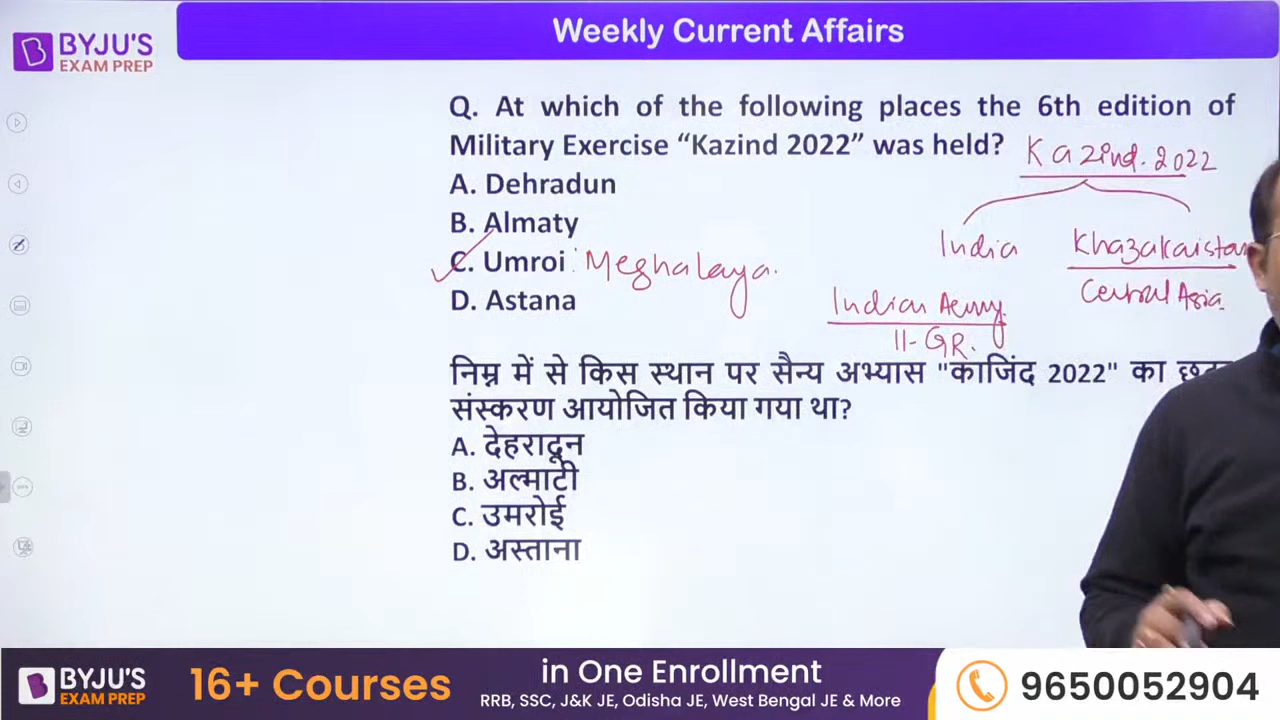 BYJU'S
EXAM PREP
Weekly Current Affairs
Q. At which of the following places the 6th edition of
Military Exercise “Kazind 2022” was held?
Kazind.2022
A. Dehradun
B. Almaty
India
Khazakaistan
C. Umroi : Meghalaya.
Central Asia
D. Astana
Indian Army
11-GR.
निम्न में से किस स्थान पर सैन्य अभ्यास "काजिंद 2022" का
संस्करण आयोजित किया गया था?
A. देहरादून
B. अल्माटी
C. उमरोई
D. अस्ताना
BYJU'S
EXAM PREP
16+ Courses
in One Enrollment
RRB, SSC, J&K JE, Odisha JE, West Bengal JE & More
9650052904